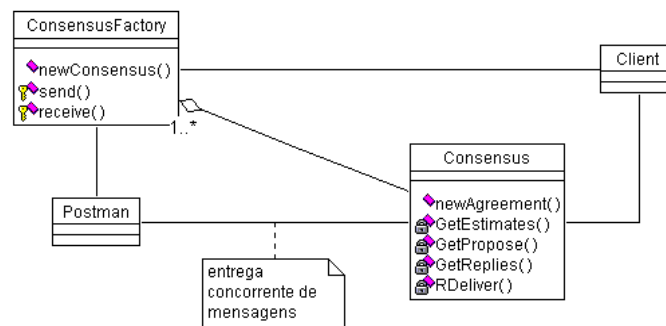 ConsensusFactory
newConsensus()
send()
receive()
1..*
Client
Consensus
newAgreement()
GetEstimates()
GetPropose()
GetReplies()
RDeliver()
Postman
entrega
concorrente de
mensagens